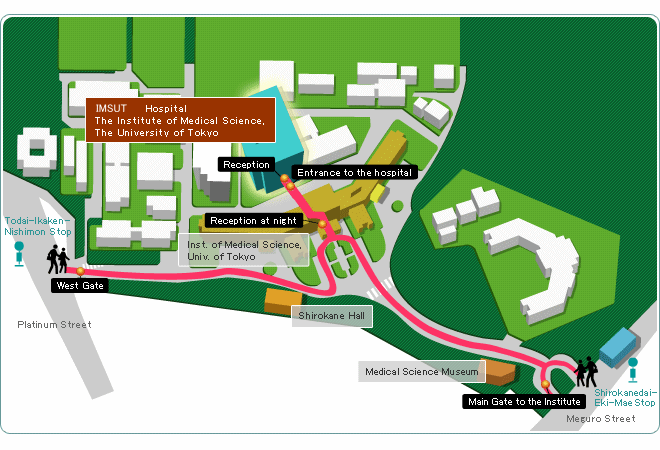 IMSUT Hospital
The Institute of Medical Science,
The University of Tokyo
Reception
Entrance to the hospital
Reception at night
Todai-Ikaken-
Nishimon Stop
Inst. of Medical Science,
Univ. of Tokyo
West Gate
Shirokane Hall
Platinum Street
Medical Science Museum
Main Gate to the Institute
Shirokanedai-
Eki-Mae Stop
Meguro Street